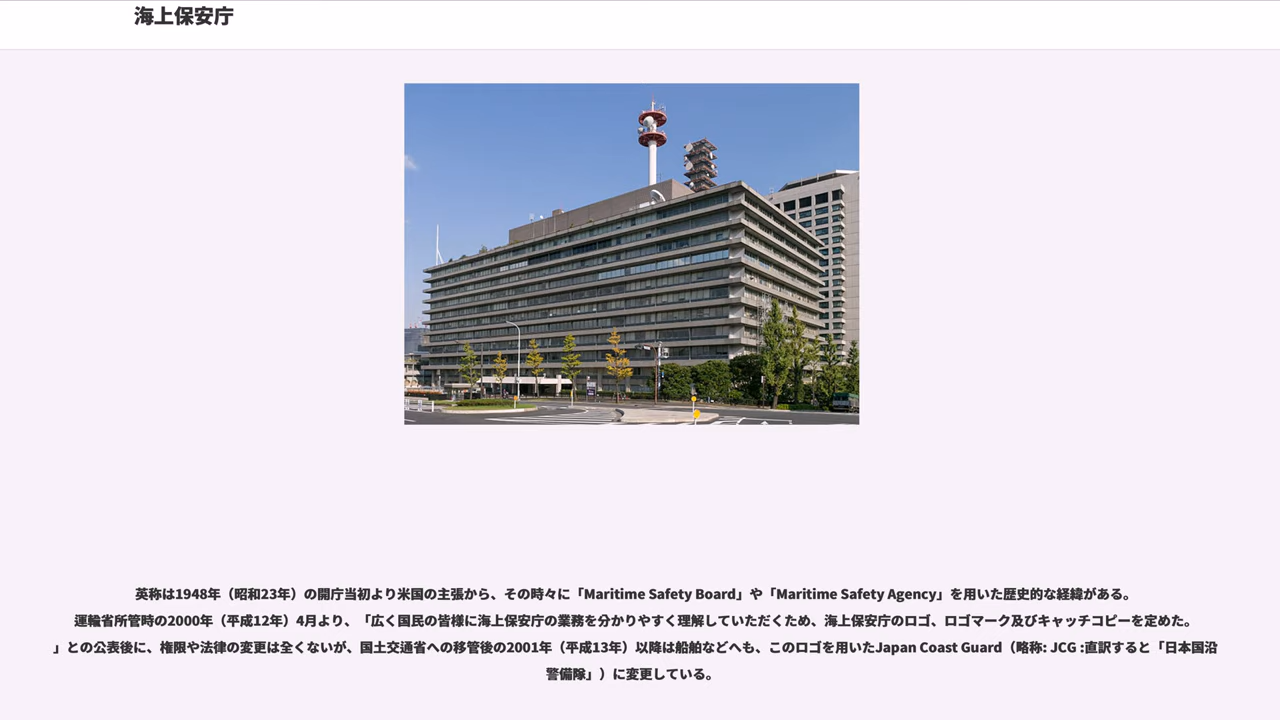 海上保安庁
英称は1948年（昭和23年）の開庁当初より米国の主張から、その時々に「Maritime Safety Board」や「Maritime Safety Agency」を用いた歴史的な経緯がある。
運輸省所管時の2000年（平成12年）4月より、「広く国民の皆様に海上保安庁の業務を分かりやすく理解していただくため、海上保安庁のロゴ、ロゴマーク及びキャッチコピーを定めた。
」との公表後に、権限や法律の変更は全くないが、国土交通省への移管後の2001年（平成13年）以降は船舶などへも、このロゴを用いたJapan Coast Guard（略称: JCG :直訳すると「日本国沿
警備隊」）に変更している。